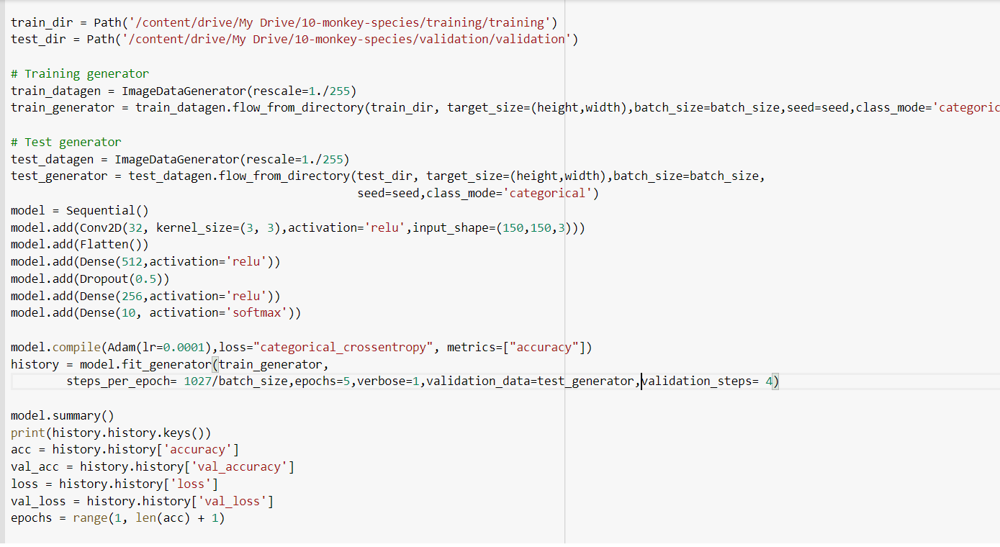 train_dir = Path('/content/drive/My Drive/10-monkey-species/training/training')
test_dir = Path('/content/drive/My Drive/10-monkey-species/validation/validation')
# Training generator
train_datagen = ImageDataGenerator(rescale=1./255)
train_generator = train_datagen.flow_from_directory(train_dir, target_size=(height,width),batch_size=batch_size,seed=seed,class_mode='categoric
# Test generator
test_datagen = ImageDataGenerator(rescale=1./255)
test_generator = test_datagen.flow_from_directory(test_dir, target_size=(height,width),batch_size=batch_size,
seed=seed,class_mode='categorical')
model = Sequential()
model.add(Conv2D(32, kernel_size=(3, 3),activation='relu',input_shape=(150,150,3)))
model.add(Flatten())
model.add(Dense(512,activation='relu'))
model.add(Dropout(0.5))
model.add(Dense(256,activation='relu'))
model.add(Dense(10, activation='softmax'))
model.compile(Adam(lr=0.0001),loss="categorical_crossentropy", metrics=["accuracy"])
history = model.fit_generator(train_generator,
steps_per_epoch= 1027/batch_size,epochs=5,verbose=1,validation_data=test_generator,validation_steps= 4)
model.summary()
print(history.history.keys())
acc = history.history['accuracy']
val_acc = history.history['val_accuracy']
loss = history.history['loss']
val_loss = history.history['val_loss']
epochs = range(1, len(acc) + 1)